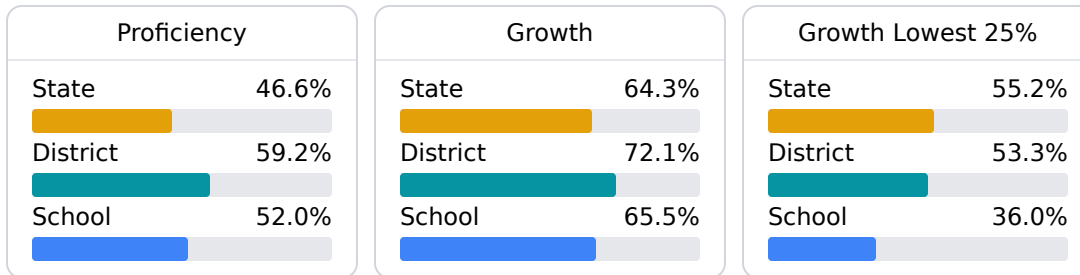 Proficiency
State 46.6%
District 59.2%
School 52.0%
Growth
State 64.3%
District 72.1%
School 65.5%
Growth Lowest 25%
State 55.2%
District 53.3%
School 36.0%